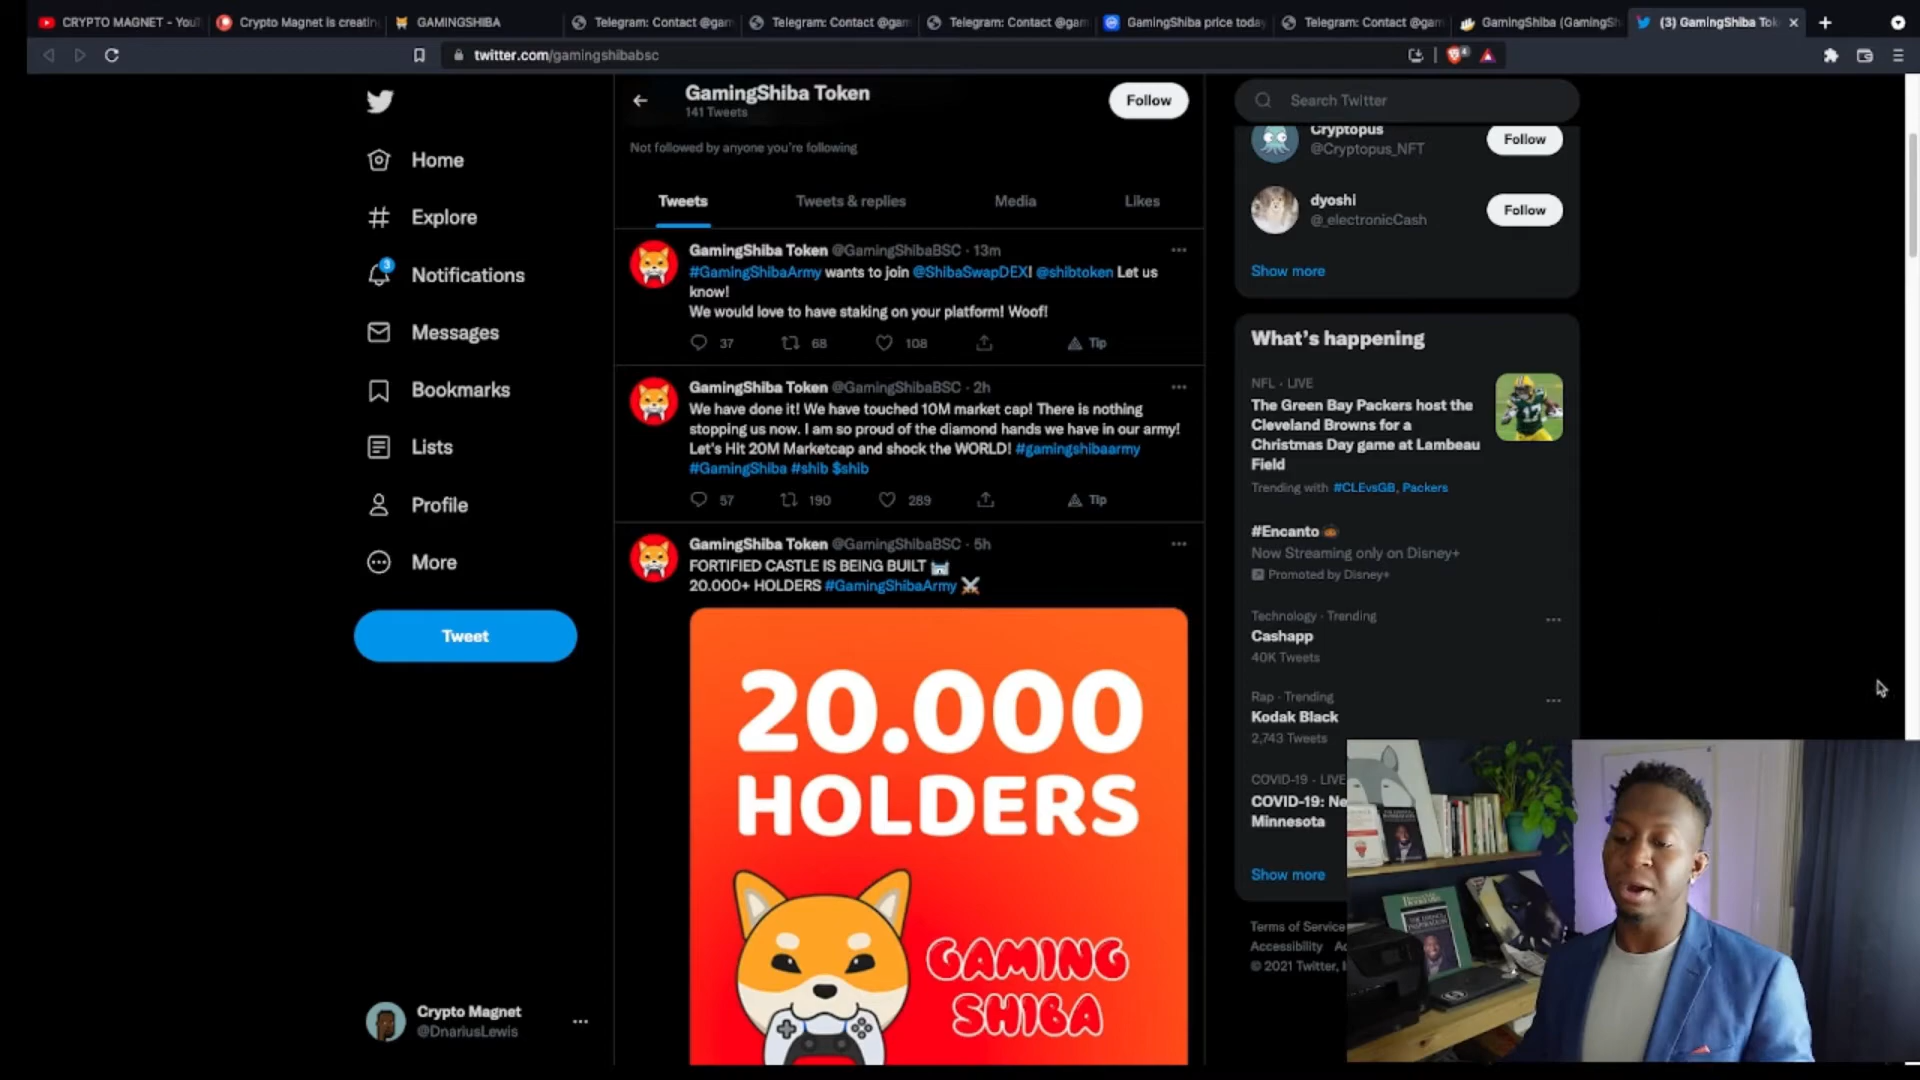 CRYPTO MAGNET - You
Crypto Magnet is creatin
GAMINGSHIBA
Telegram: Contact @gam
Telegram: Contact @gam
Telegram: Contact @gam
GamingShiba price today
Telegram: Contact @gam
GamingShiba (GamingSh
(3) GamingShiba Tok
twitter.com/gamingshibabsc
4
GamingShiba Token
141 Tweets
Follow
Not followed by anyone you're following
Tweets
Tweets & replies
Media
Likes
Home
Explore
3
Notifications
Messages
Bookmarks
Lists
Profile
More
Tweet
Crypto Magnet
@DnariusLewis
GamingShiba Token @GamingShibaBSC · 13m
#GamingShibaArmy wants to join @ShibaSwapDEX! @shibtoken Let us
know!
We would love to have staking on your platform! Woof!
37 68 108 Tip
GamingShiba Token @GamingShibaBSC · 2h
We have done it! We have touched 10M market cap! There is nothing
stopping us now. I am so proud of the diamond hands we have in our army!
Let's Hit 20M Marketcap and shock the WORLD! #gamingshibaarmy
#GamingShiba #shib $shib
57 190 289 Tip
GamingShiba Token @GamingShibaBSC · 5h
FORTIFIED CASTLE IS BEING BUILT
20.000+ HOLDERS #GamingShibaArmy
20.000
HOLDERS
GAMING
SHIBA
Search Twitter
Cryptopus
@Cryptopus_NFT
Follow
dyoshi
@_electronicCash
Follow
Show more
What's happening
NFL · LIVE
The Green Bay Packers host the
Cleveland Browns for a
Christmas Day game at Lambeau
Field
Trending with #CLEvsGB, Packers
#Encanto
Now Streaming only on Disney+
Promoted by Disney+
Technology · Trending
Cashapp
40K Tweets
Rap · Trending
Kodak Black
2,743 Tweets
COVID-19 · LIVE
COVID-19: Ne
Minnesota
Show more
Terms of Service
Accessibility
© 2021 Twitter,